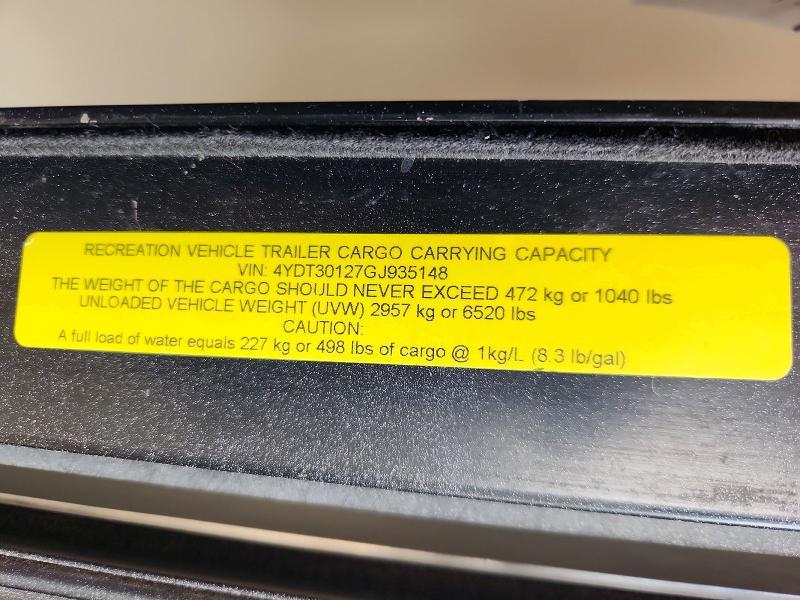 RECREATION VEHICLE TRAILER CARGO CARRYING CAPACITY
VIN: 4YDT30127GJ935148
THE WEIGHT OF THE CARGO SHOULD NEVER EXCEED 472 kg or 1040 lbs
UNLOADED VEHICLE WEIGHT (UVW) 2957 kg or 6520 lbs
CAUTION:
A full load of water equals 227 kg or 498 lbs of cargo @ 1kg/L (8.3 lb/gal)